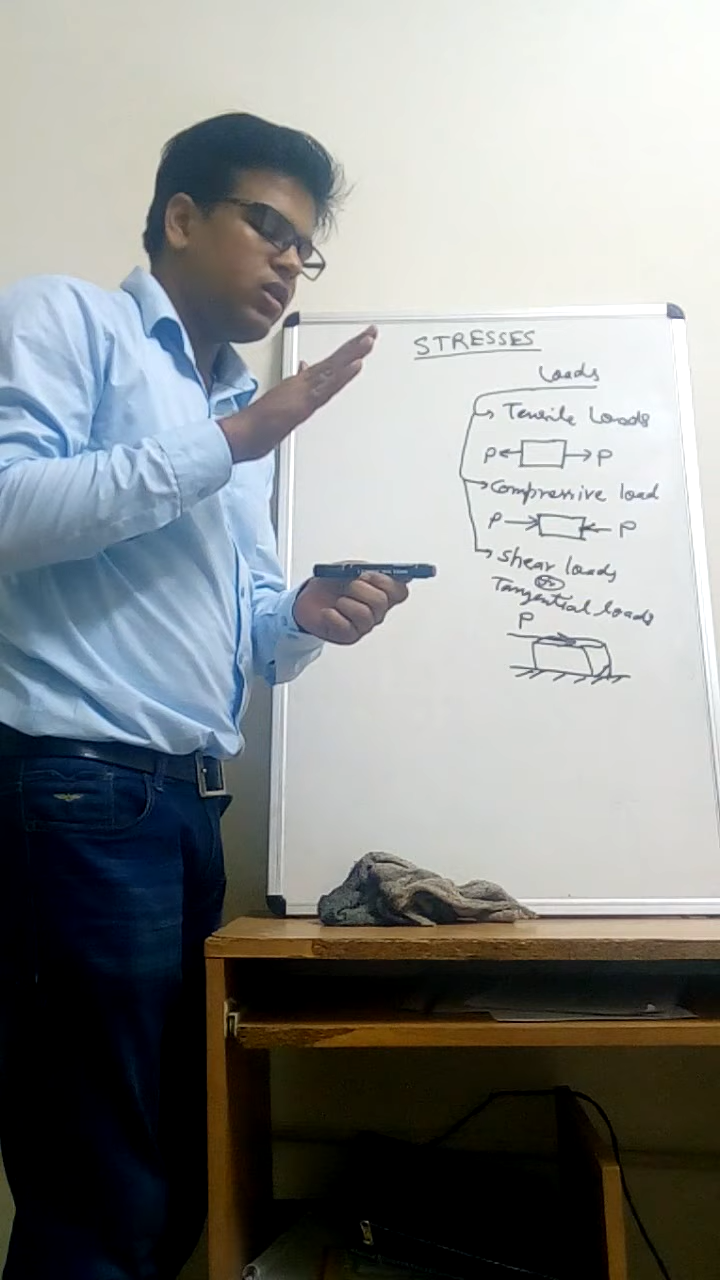 STRESSES
Loads
Tensile Loads
P P
Compressive load
P P
Shear loads
or
Tangential loads
P